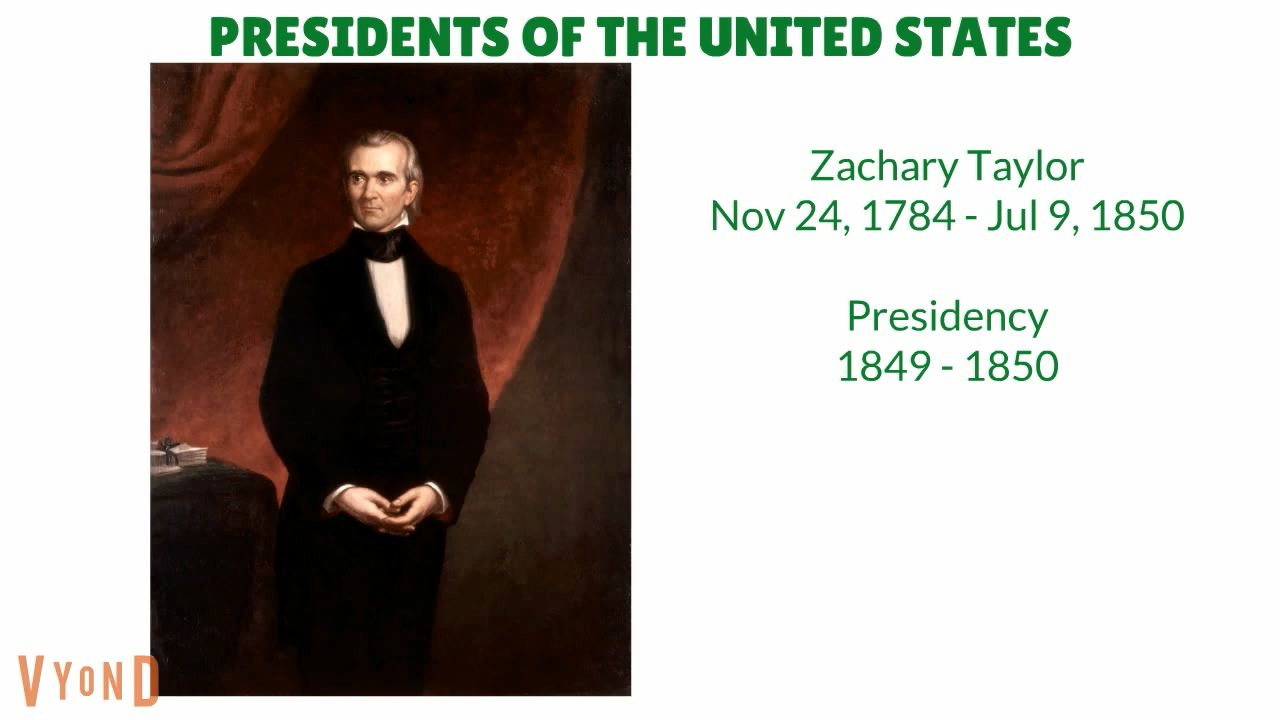 PRESIDENTS OF THE UNITED STATES
Zachary Taylor
Nov 24, 1784 - Jul 9, 1850
Presidency
1849 - 1850
VYOND